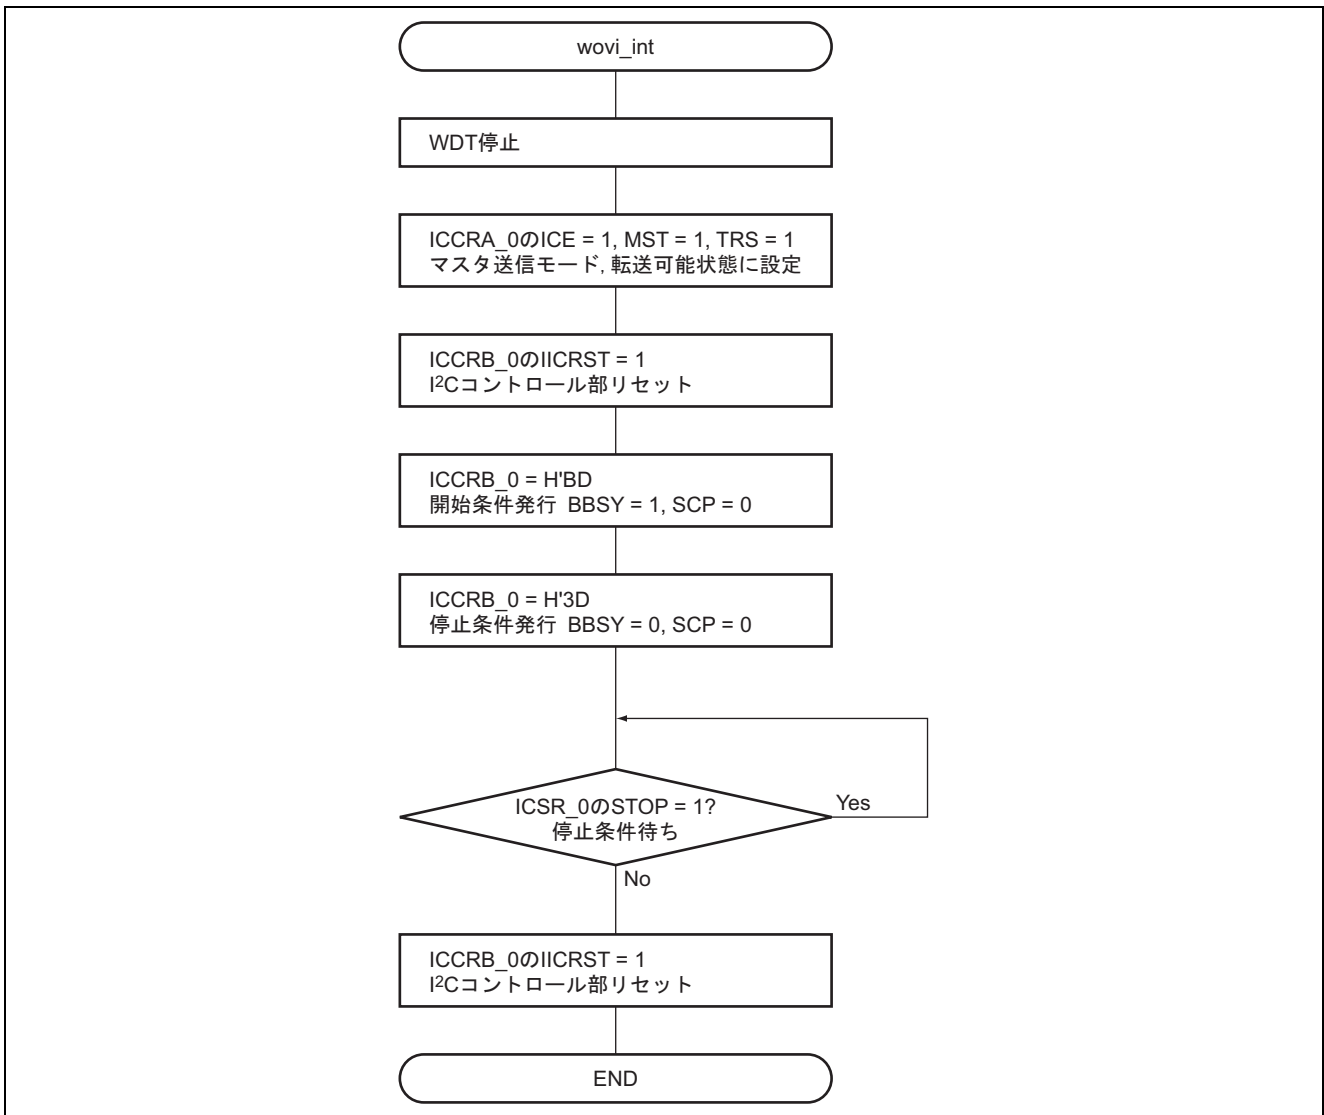 wovi_int
WDT停止
ICCRA_0のICE = 1, MST = 1, TRS = 1
マスタ送信モード, 転送可能状態に設定
ICCRB_0のIICRST = 1
I²Cコントロール部リセット
ICCRB_0 = H'BD
開始条件発行 BBSY = 1, SCP = 0
ICCRB_0 = H'3D
停止条件発行 BBSY = 0, SCP = 0
ICSR_0のSTOP = 1?
停止条件待ち
Yes
No
ICCRB_0のIICRST = 1
I²Cコントロール部リセット
END